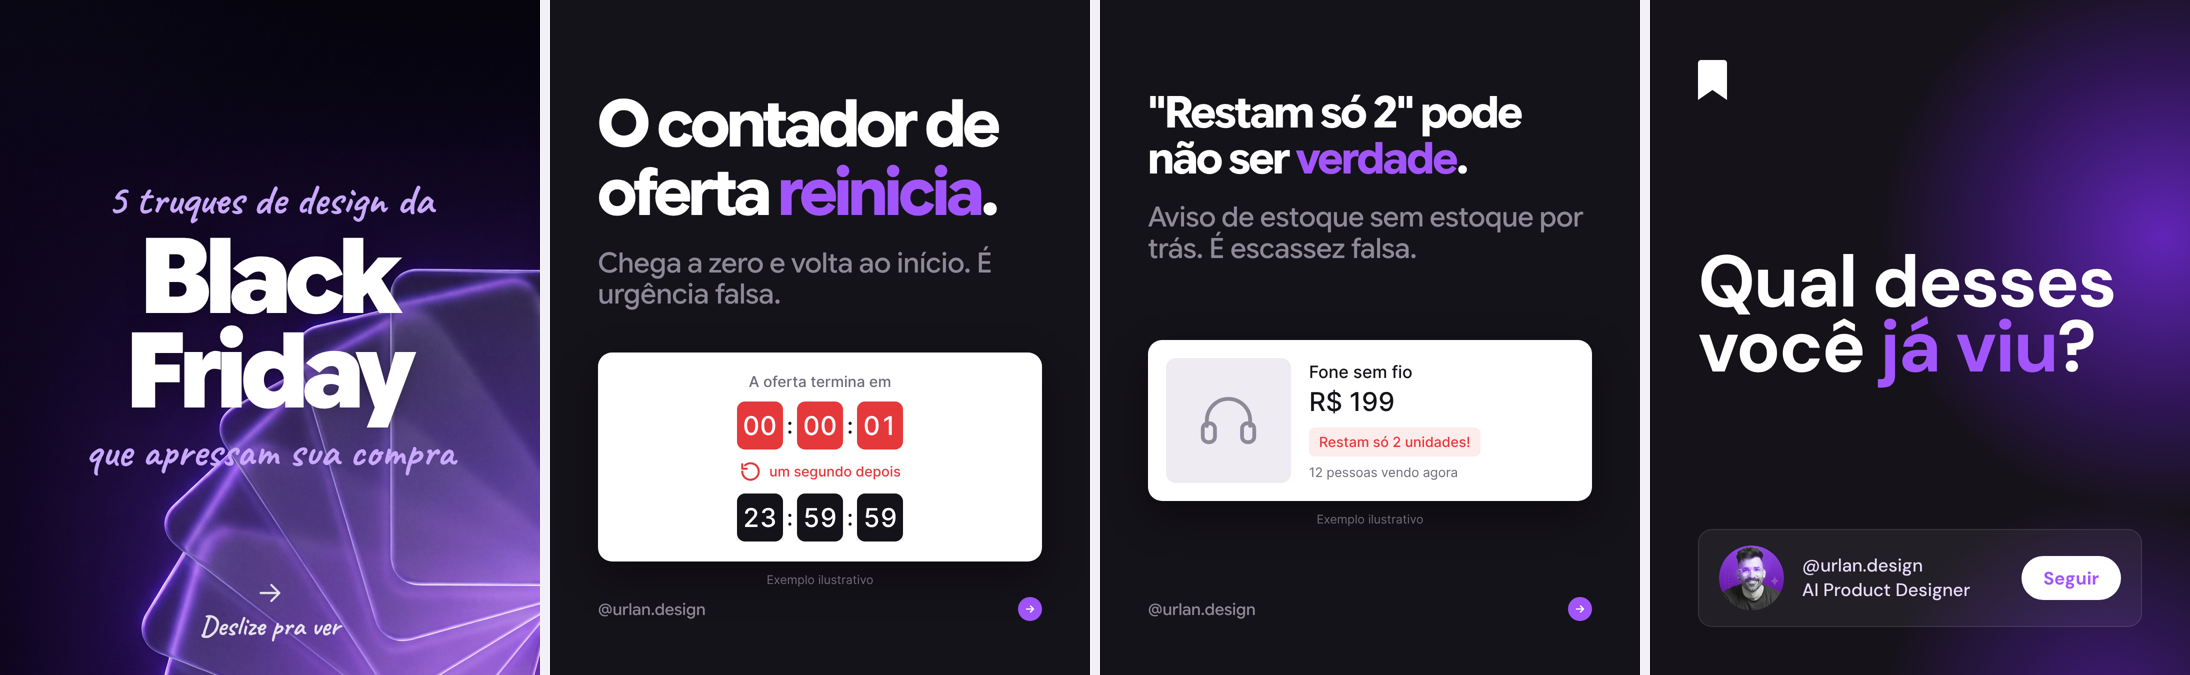 5 truques de design da
Black
Friday
que apressam sua compra
→
Deslize pra ver
O contador de
oferta reinicia.
Chega a zero e volta ao início. É
urgência falsa.
A oferta termina em
00 : 00 : 01
um segundo depois
23 : 59 : 59
Exemplo ilustrativo
@urlan.design
"Restam só 2" pode
não ser verdade.
Aviso de estoque sem estoque por
trás. É escassez falsa.
Fone sem fio
R$ 199
Restam só 2 unidades!
12 pessoas vendo agora
Exemplo ilustrativo
@urlan.design
Qual desses
você já viu?
@urlan.design
AI Product Designer
Seguir